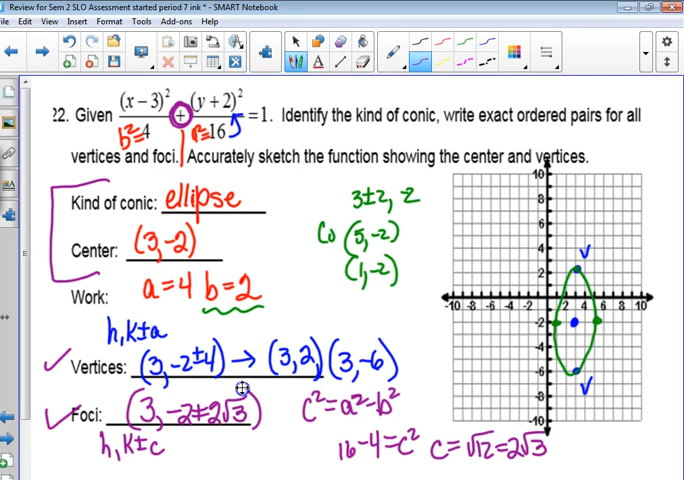 Review for Sem 2 SLO Assessment started period 7 ink * - SMART Notebook
File Edit View Insert Format Tools Add-ons Help
22. Given (x − 3)²/4 + (y + 2)²/16 = 1. Identify the kind of conic, write exact ordered pairs for all
b²= a²=
vertices and foci. Accurately sketch the function showing the center and vertices.
Kind of conic: ellipse
3±2, -2
Center: (3,-2)
Co (5,-2)
(1,-2)
Work: a=4 b=2
h, k±a
Vertices: (3,-2±4) → (3,2) (3,-6)
Foci: (3, -2±2√3) c²=a²-b²
h, k±c 16-4=c² c=√12=2√3
10
8
6
4
2
-10 -8 -6 -4 -2 2 4 6 8 10
-2
-4
-6
-8
-10
V
V